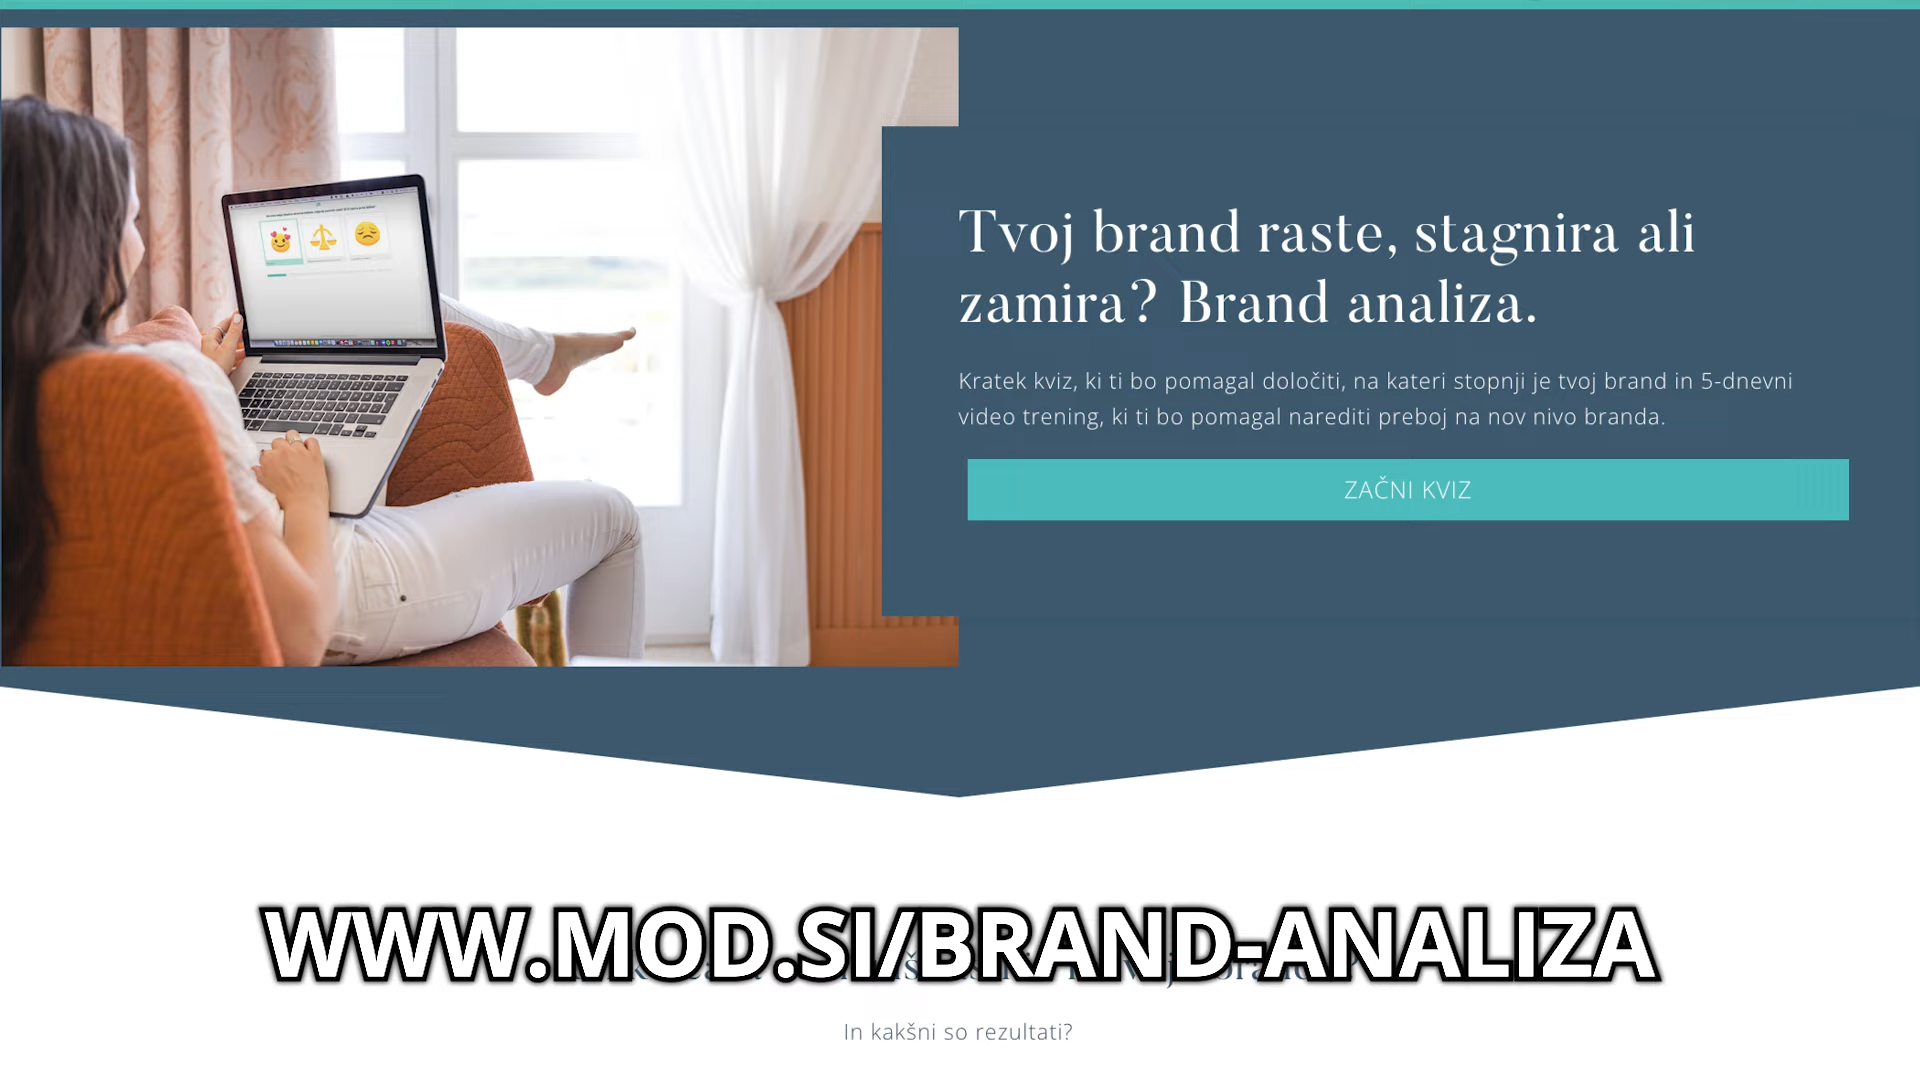 Tvoj brand raste, stagnira ali
zamira? Brand analiza.
Kratek kviz, ki ti bo pomagal določiti, na kateri stopnji je tvoj brand in 5-dnevni
video trening, ki ti bo pomagal narediti preboj na nov nivo branda.
ZAČNI KVIZ
WWW.MOD.SI/BRAND-ANALIZA
In kakšni so rezultati?